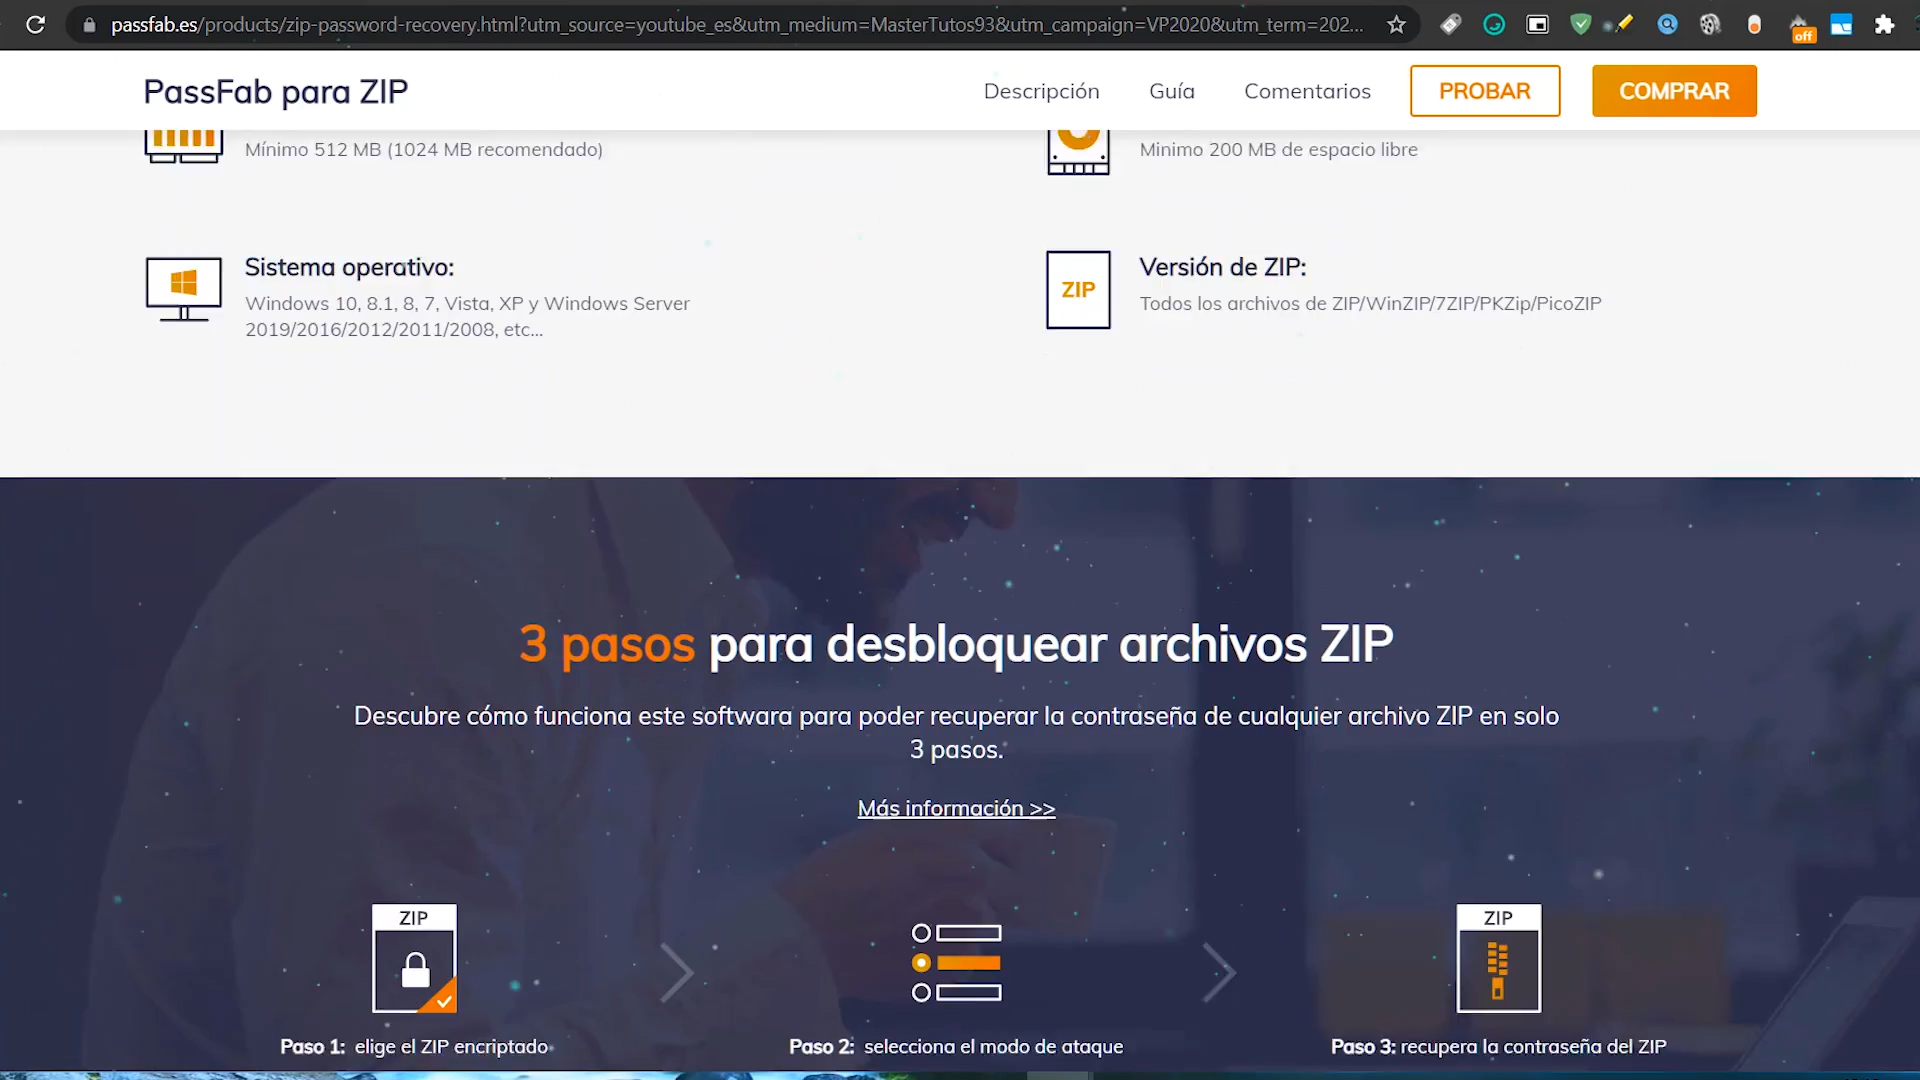 passfab.es/products/zip-password-recovery.html?utm_source=youtube_es&utm_medium=MasterTutos93&utm_campaign=VP2020&utm_term=202...
off
PassFab para ZIP
Descripción
Guía
Comentarios
PROBAR
COMPRAR
Mínimo 512 MB (1024 MB recomendado)
Minimo 200 MB de espacio libre
Sistema operativo:
Windows 10, 8.1, 8, 7, Vista, XP y Windows Server
2019/2016/2012/2011/2008, etc...
ZIP
Versión de ZIP:
Todos los archivos de ZIP/WinZIP/7ZIP/PKZip/PicoZIP
3 pasos para desbloquear archivos ZIP
Descubre cómo funciona este softwara para poder recuperar la contraseña de cualquier archivo ZIP en solo
3 pasos.
Más información >>
ZIP
ZIP
Paso 1: elige el ZIP encriptado
Paso 2: selecciona el modo de ataque
Paso 3: recupera la contraseña del ZIP